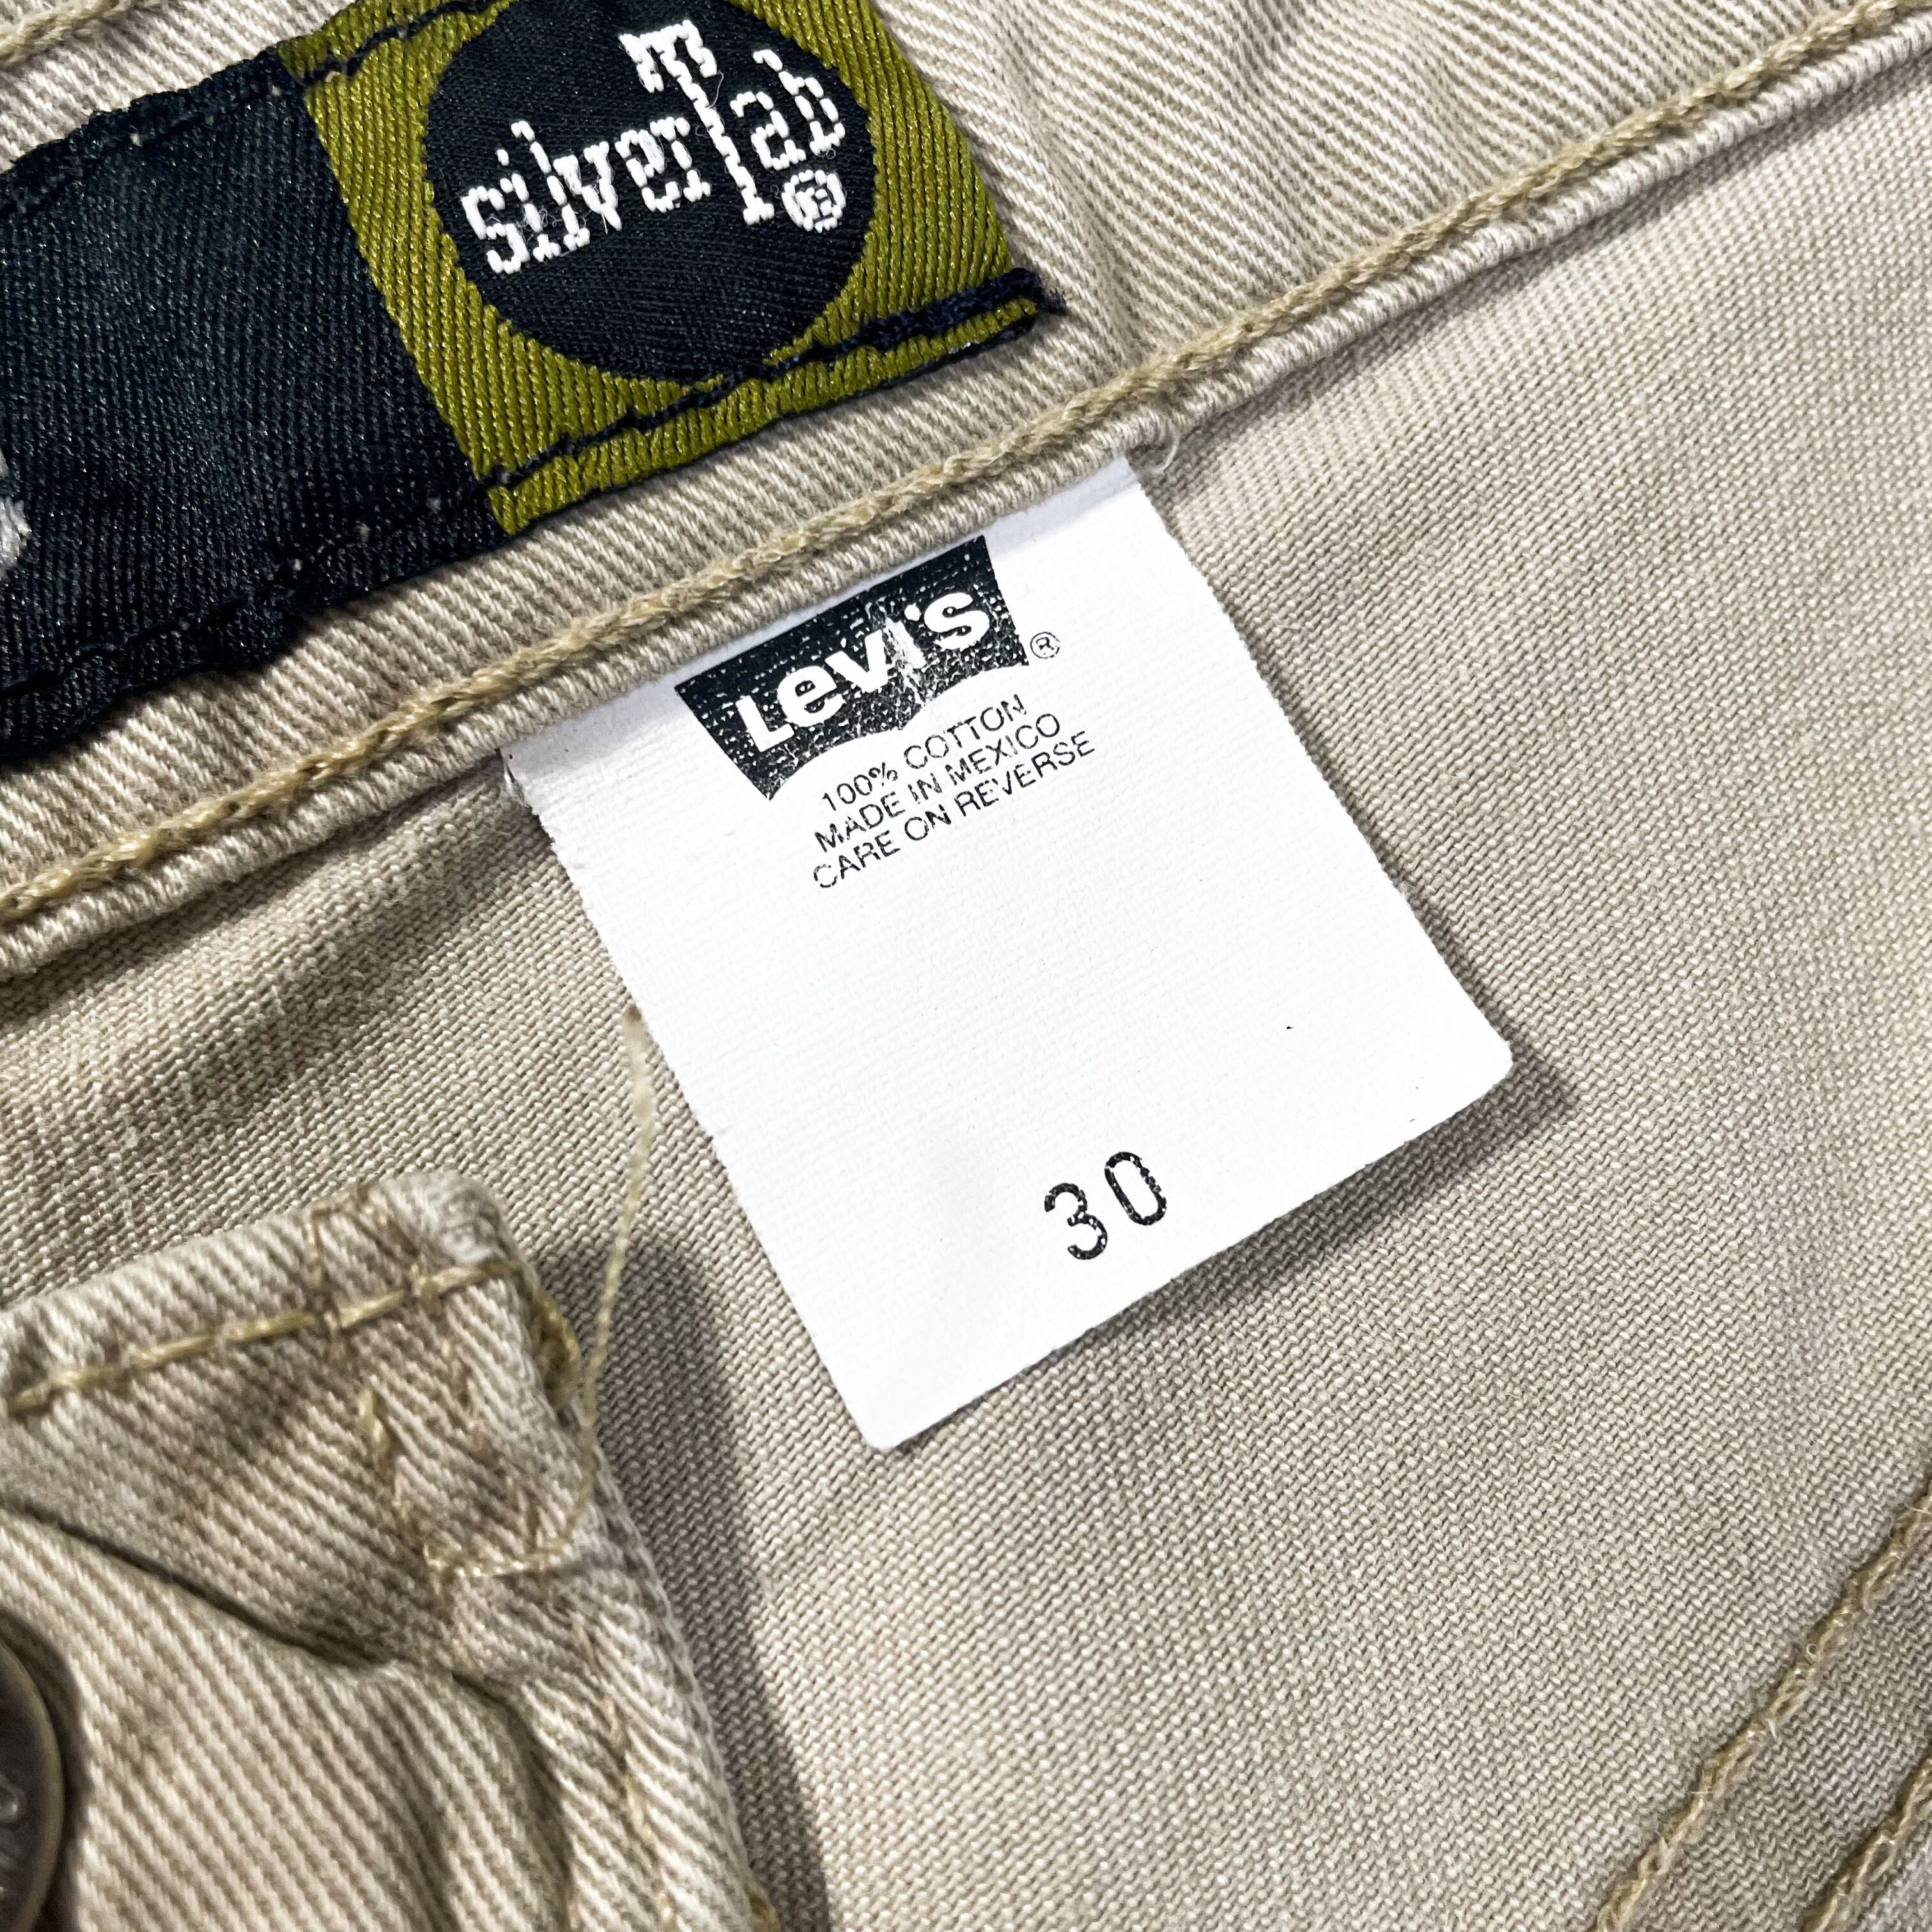 silverTab®
Levi's®
100% COTTON
MADE IN MEXICO
CARE ON REVERSE
30